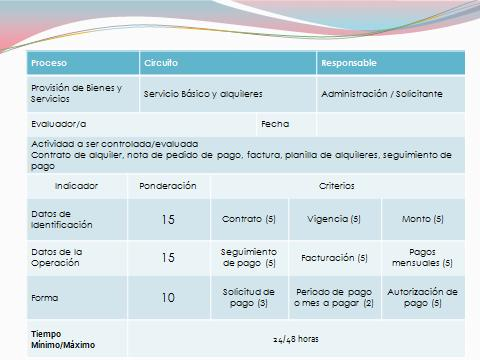 Proceso Circuito Responsable
Provisión de Bienes y Servicio Básico y alquileres Administración / Solicitante
Servicios
Evaluador/a Fecha
Actividad a ser controlada/evaluada
Contrato de alquiler, nota de pedido de pago, factura, planilla de alquileres, seguimiento de
pago
Indicador Ponderación Criterios
Datos de
Identificación
15
Contrato (5)
Vigencia (5)
Monto (5)
Datos de la
Operación
15
Seguimiento
de pago (5)
Facturación (5)
Pagos
mensuales (5)
Forma
10
Solicitud de
pago (3)
Periodo de pago
o mes a pagar (2)
Autorización de
pago (5)
Tiempo
Mínimo/Máximo
24/48 horas